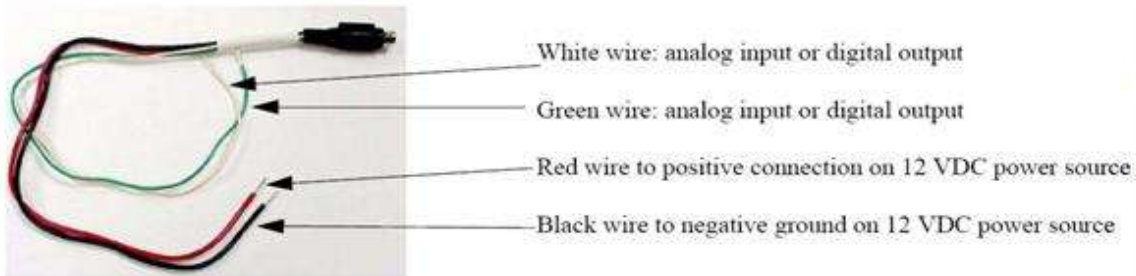 White wire: analog input or digital output
Green wire: analog input or digital output
Red wire to positive connection on 12 VDC power source
Black wire to negative ground on 12 VDC power source